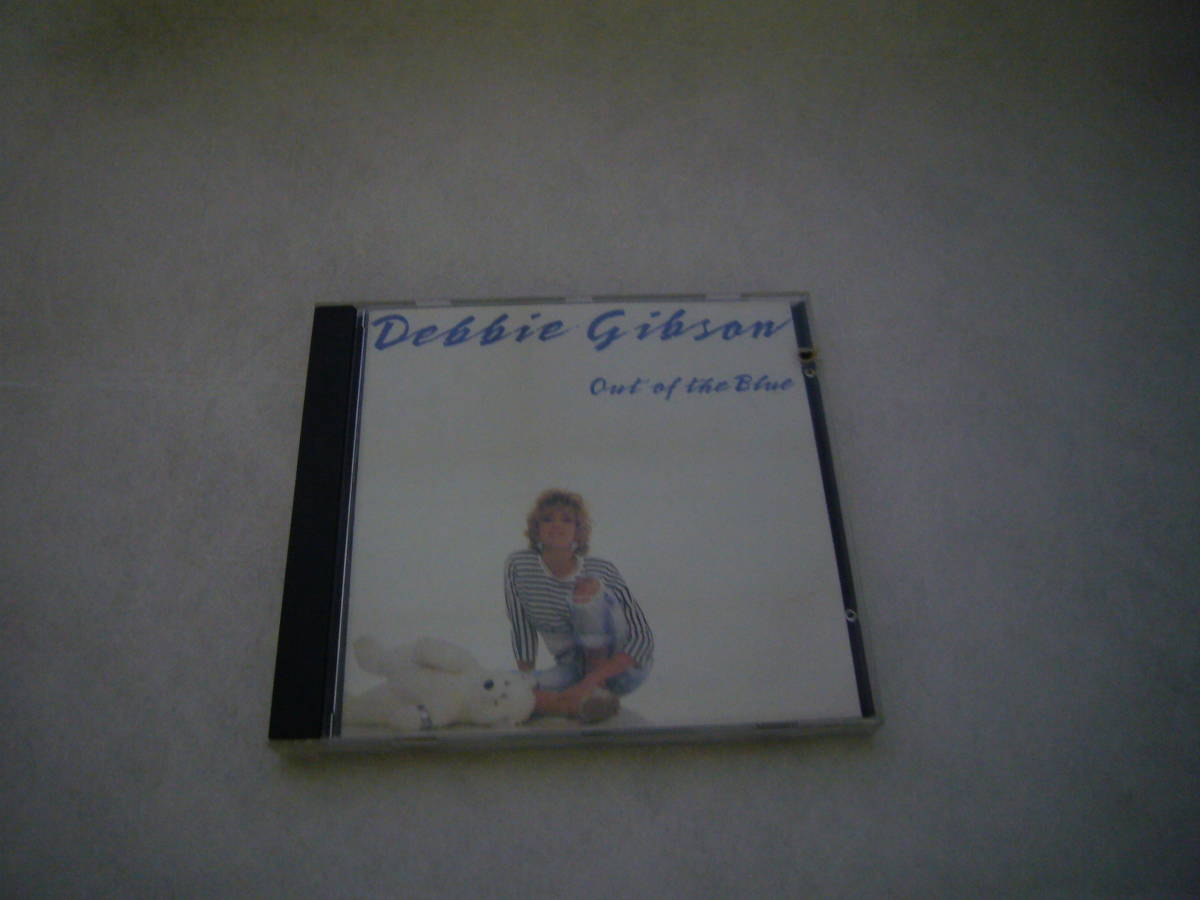 Debbie Gibson
Out of the Blue